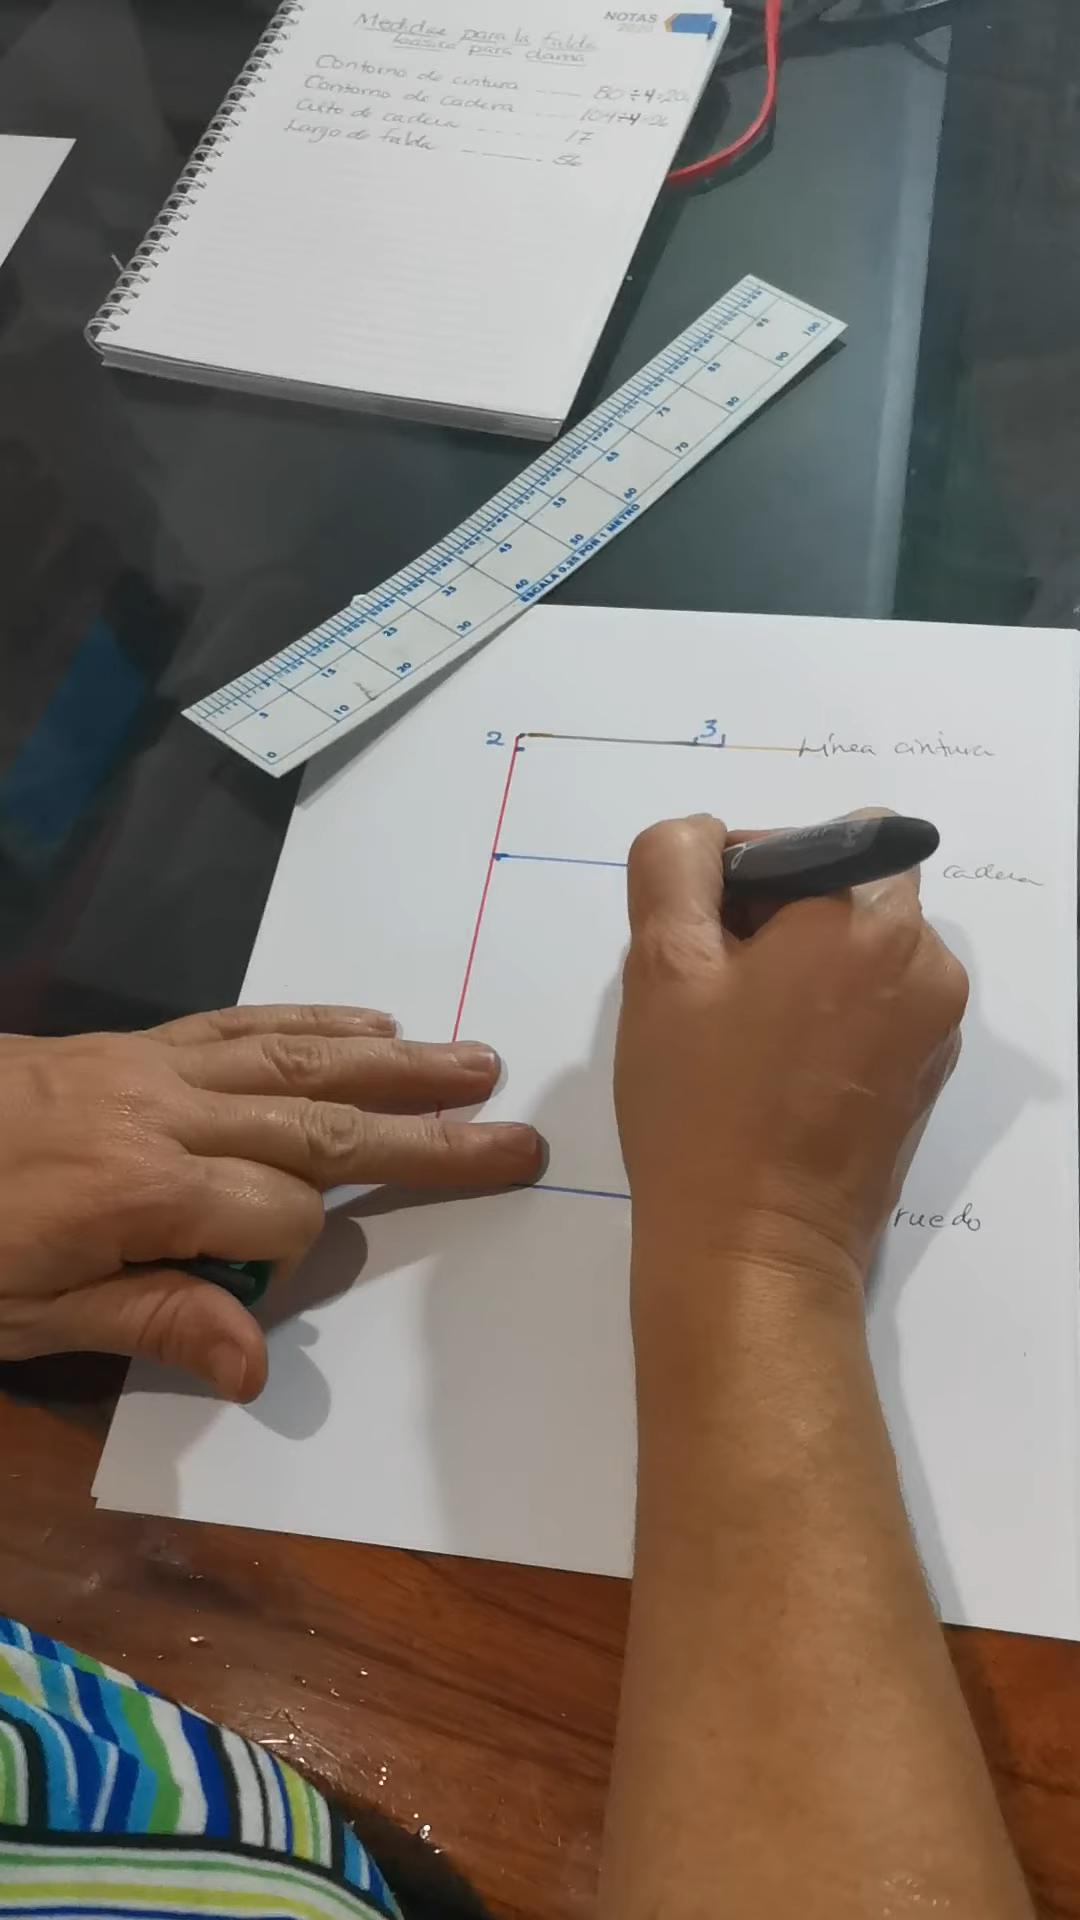 NOTAS
2020
Medidas para la falda
básica para dama
Contorno de cintura ---- 80 ÷ 4 = 20
Contorno de cadera ---- 104 ÷ 4 = 26
alto de cadera ------ 17
Largo de falda ------ 56
0 5 10 15 20 25 30 35 40 45 50 55 60 65 70 75 80 85 90 95 100
ESCALA 0.25 POR 1 METRO
2 3 Línea cintura
cadera
ruedo